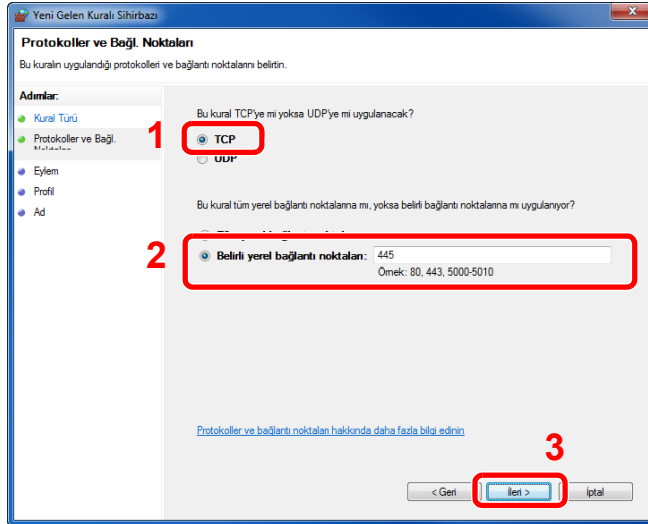 Yeni Gelen Kuralı Sihirbazı
Protokoller ve Bağl. Noktaları
Bu kuralın uygulandığı protokolleri ve bağlantı noktalarını belirtin.
Adımlar:
Kural Türü
Protokoller ve Bağl.
Noktaları
Eylem
Profil
Ad
Bu kural TCP'ye mi yoksa UDP'ye mi uygulanacak?
1
TCP
UDP
Bu kural tüm yerel bağlantı noktalarına mı, yoksa belirli bağlantı noktalarına mı uygulanıyor?
2
Belirli yerel bağlantı noktaları: 445
Örnek: 80, 443, 5000-5010
Protokoller ve bağlantı noktaları hakkında daha fazla bilgi edinin
3
< Geri
İleri >
İptal